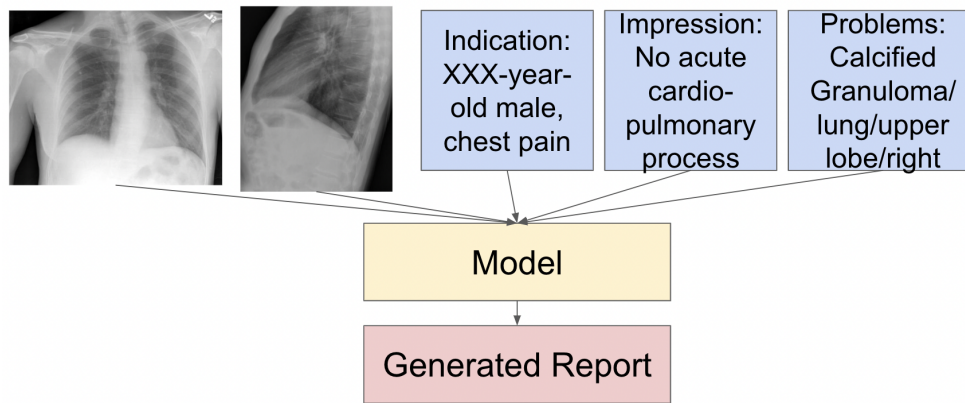 Indication:
XXX-year-
old male,
chest pain
Impression:
No acute
cardio-
pulmonary
process
Problems:
Calcified
Granuloma/
lung/upper
lobe/right
Model
Generated Report